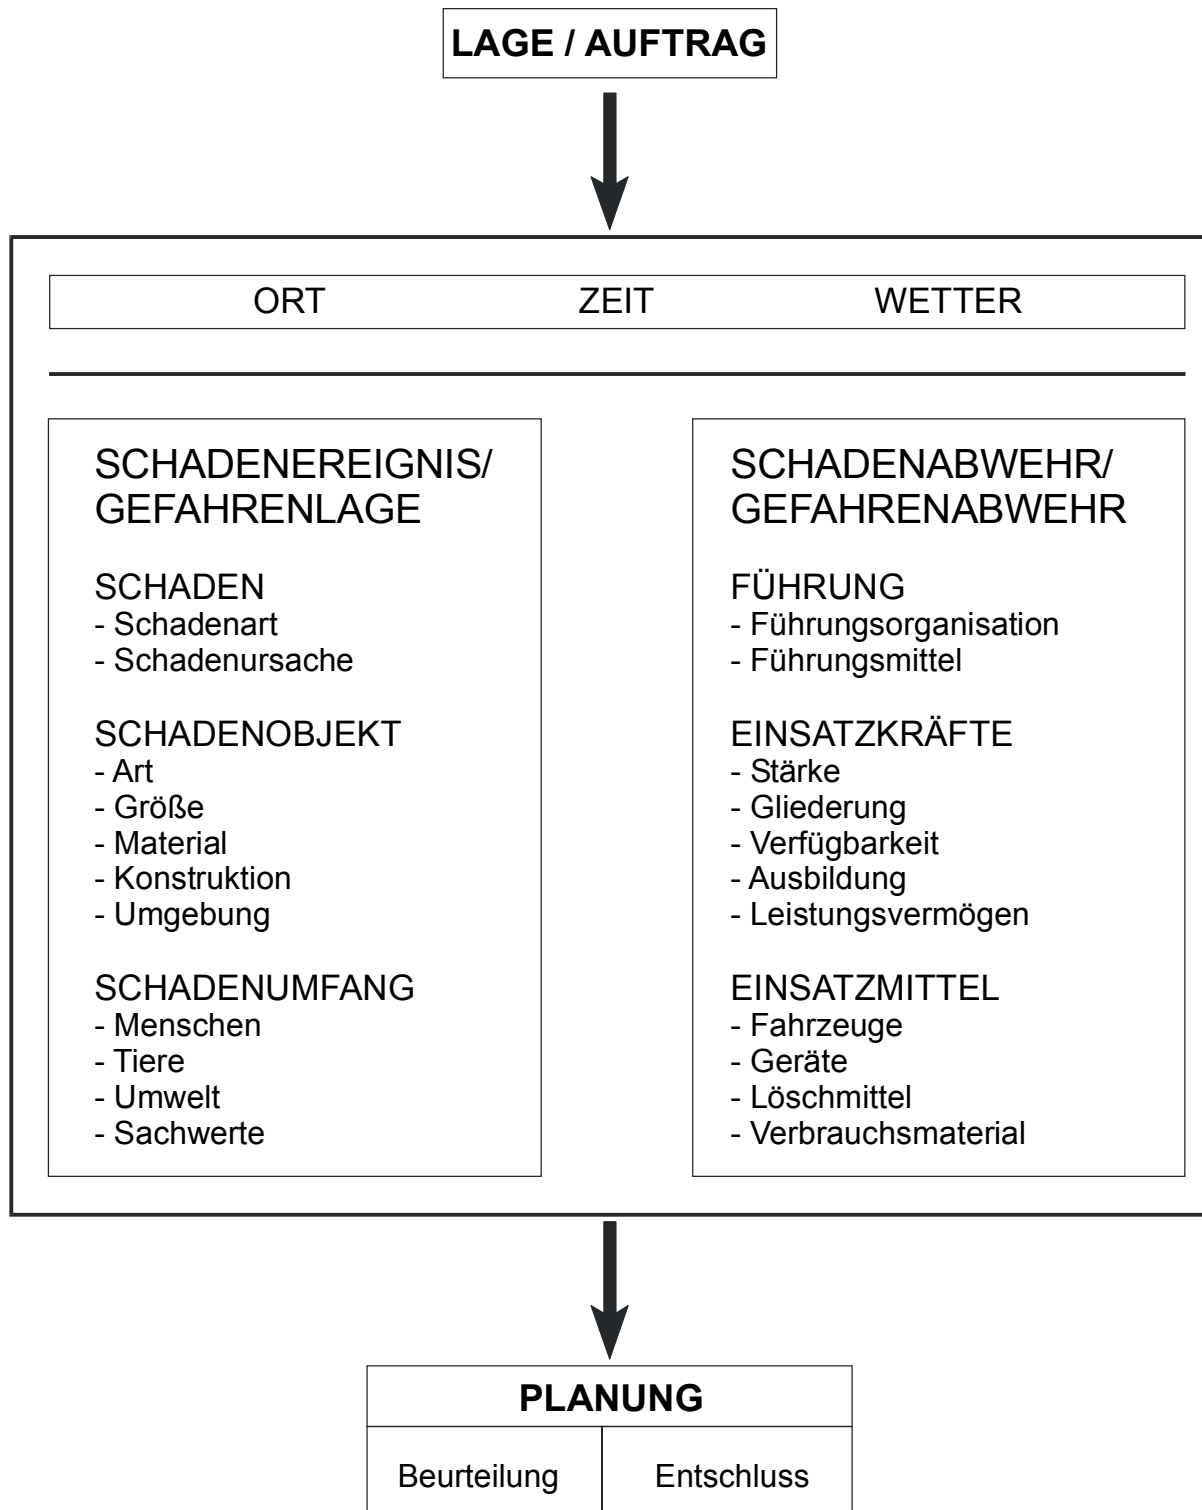 LAGE / AUFTRAG
ORT ZEIT WETTER
SCHADENEREIGNIS/
GEFAHRENLAGE
SCHADEN
- Schadenart
- Schadenursache
SCHADENOBJEKT
- Art
- Größe
- Material
- Konstruktion
- Umgebung
SCHADENUMFANG
- Menschen
- Tiere
- Umwelt
- Sachwerte
SCHADENABWEHR/
GEFAHRENABWEHR
FÜHRUNG
- Führungsorganisation
- Führungsmittel
EINSATZKRÄFTE
- Stärke
- Gliederung
- Verfügbarkeit
- Ausbildung
- Leistungsvermögen
EINSATZMITTEL
- Fahrzeuge
- Geräte
- Löschmittel
- Verbrauchsmaterial
PLANUNG
Beurteilung Entschluss